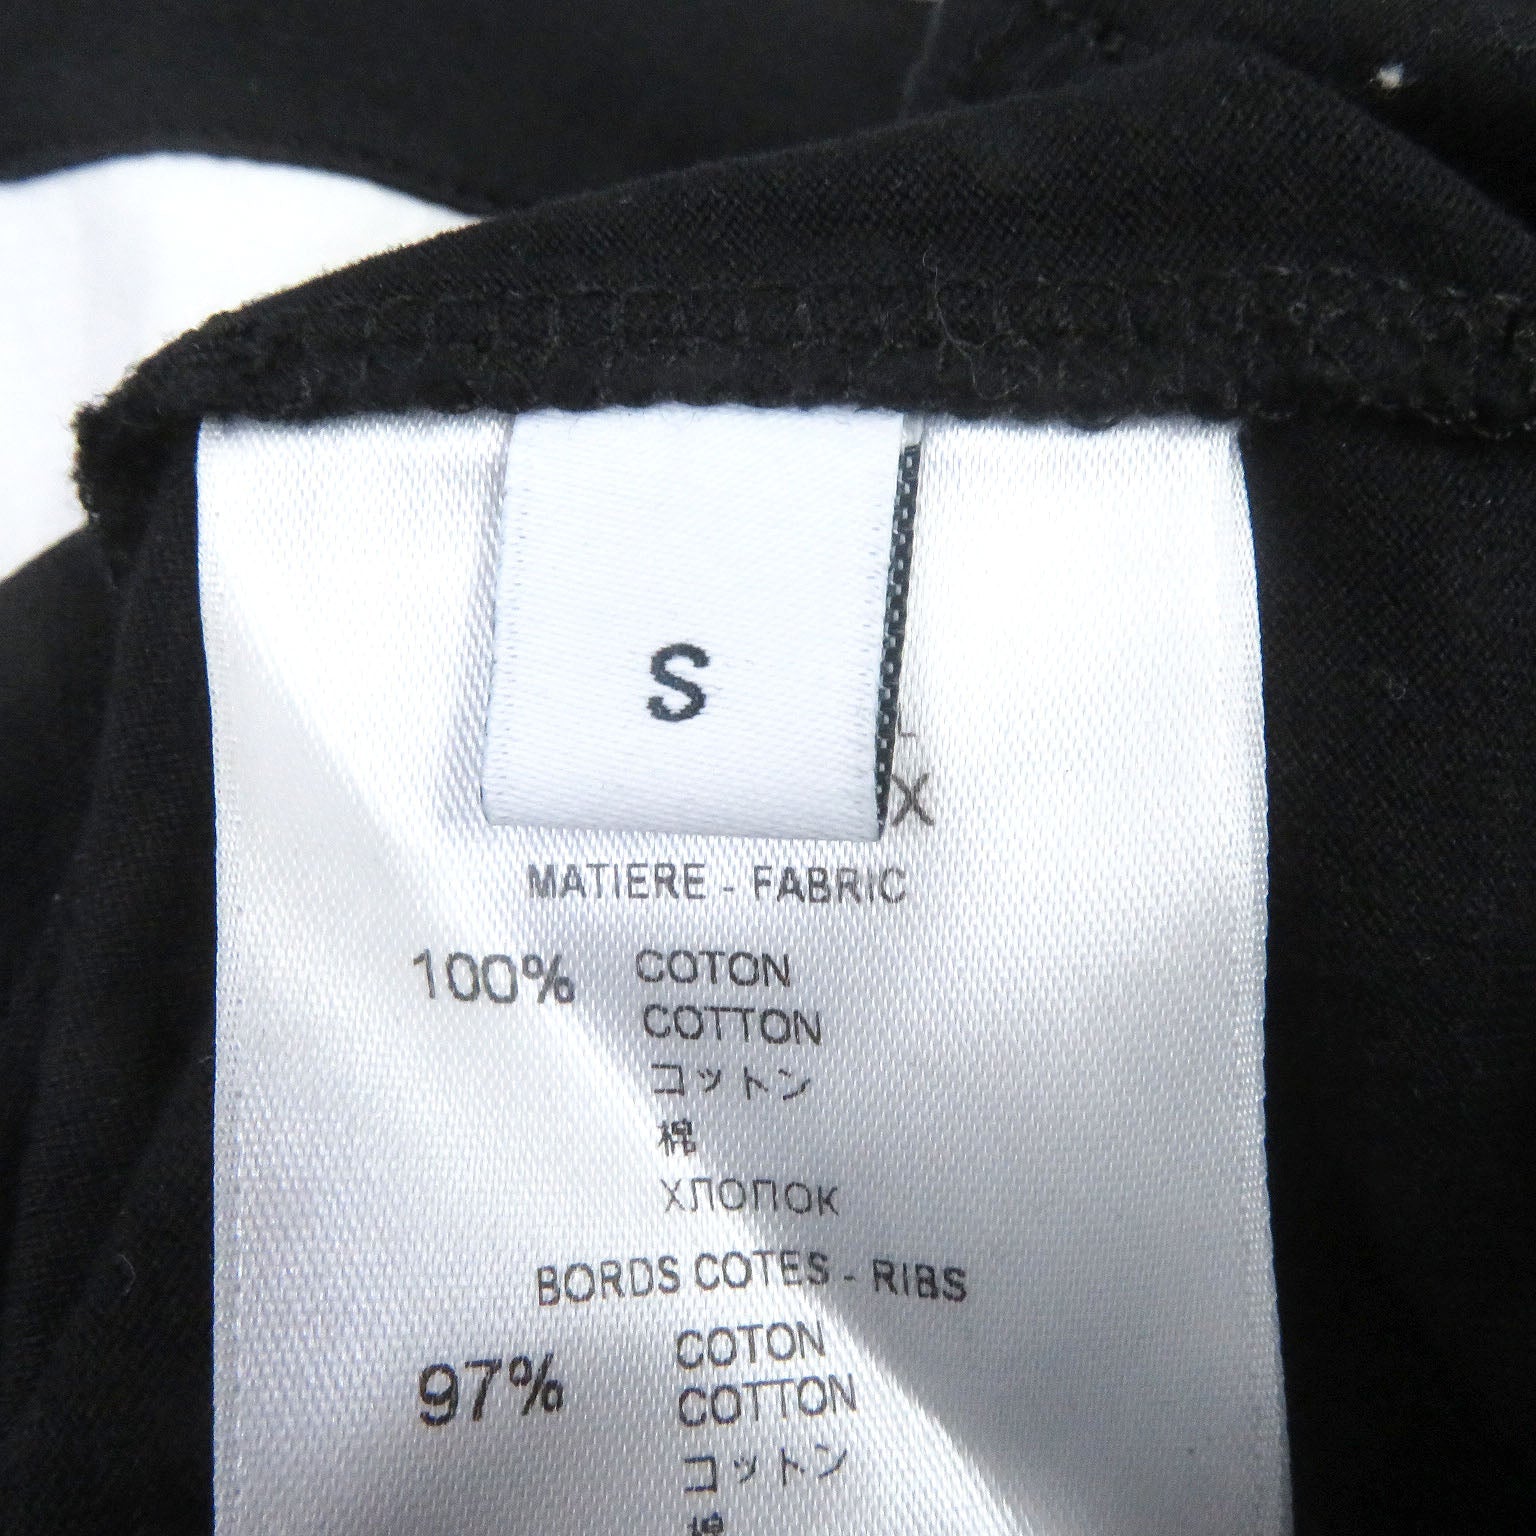 S
X
MATIERE - FABRIC
100% COTON
COTTON
コットン
棉
ХЛОПОК
BORDS COTES - RIBS
97% COTON
COTTON
コットン